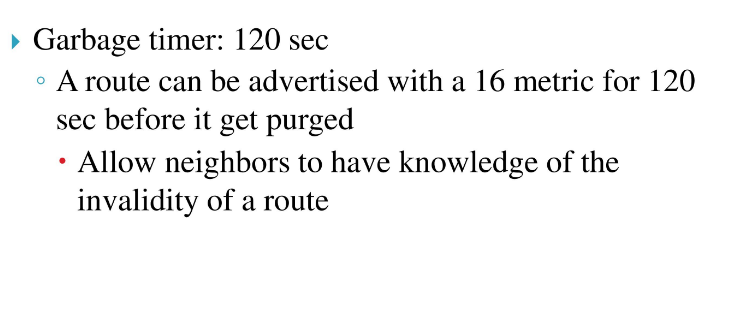 Garbage timer: 120 sec
A route can be advertised with a 16 metric for 120
sec before it get purged
Allow neighbors to have knowledge of the
invalidity of a route